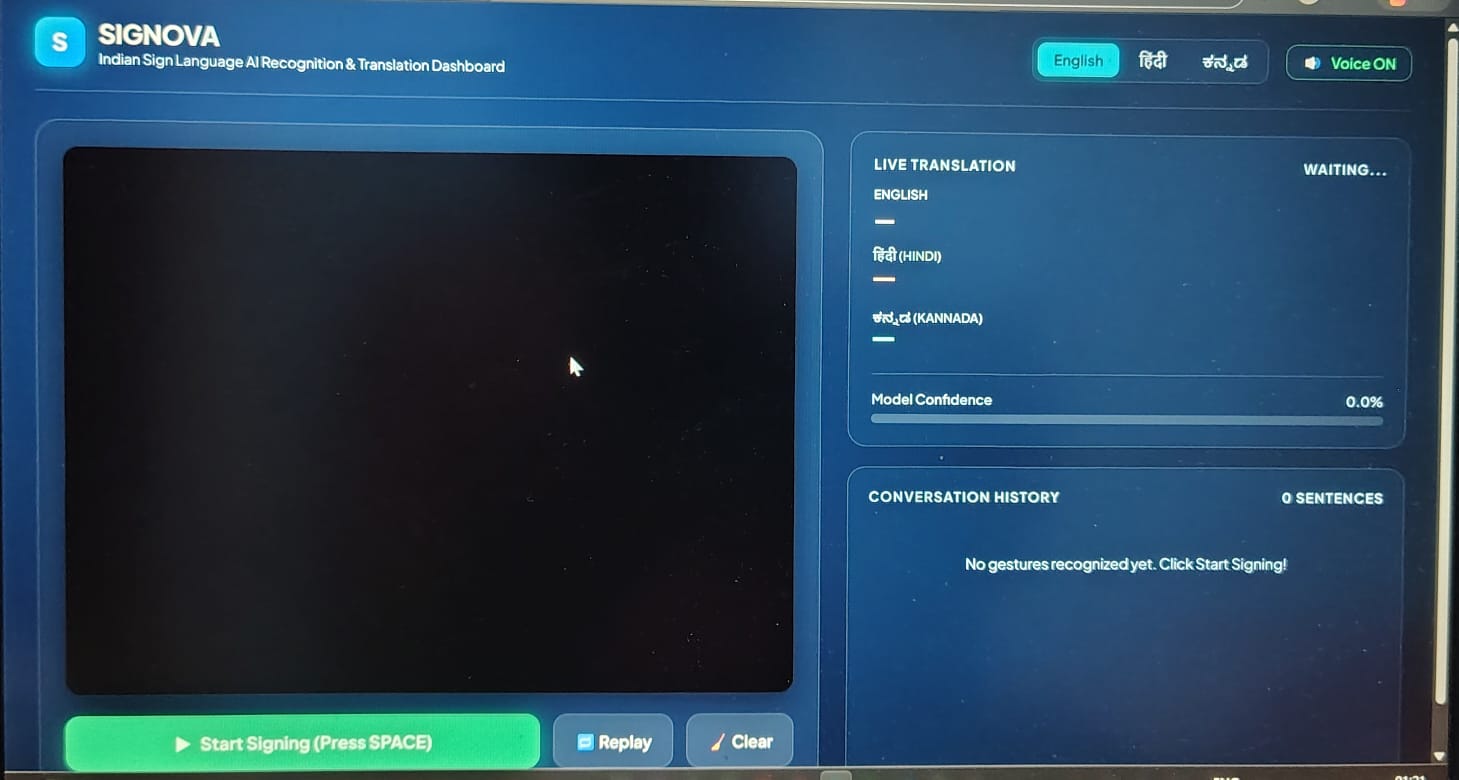 S
SIGNOVA
Indian Sign Language AI Recognition & Translation Dashboard
English
हिंदी
ಕನ್ನಡ
Voice ON
LIVE TRANSLATION
WAITING...
ENGLISH
—
हिंदी (HINDI)
—
ಕನ್ನಡ (KANNADA)
—
Model Confidence
0.0%
CONVERSATION HISTORY
0 SENTENCES
No gestures recognized yet. Click Start Signing!
Start Signing (Press SPACE)
Replay
Clear